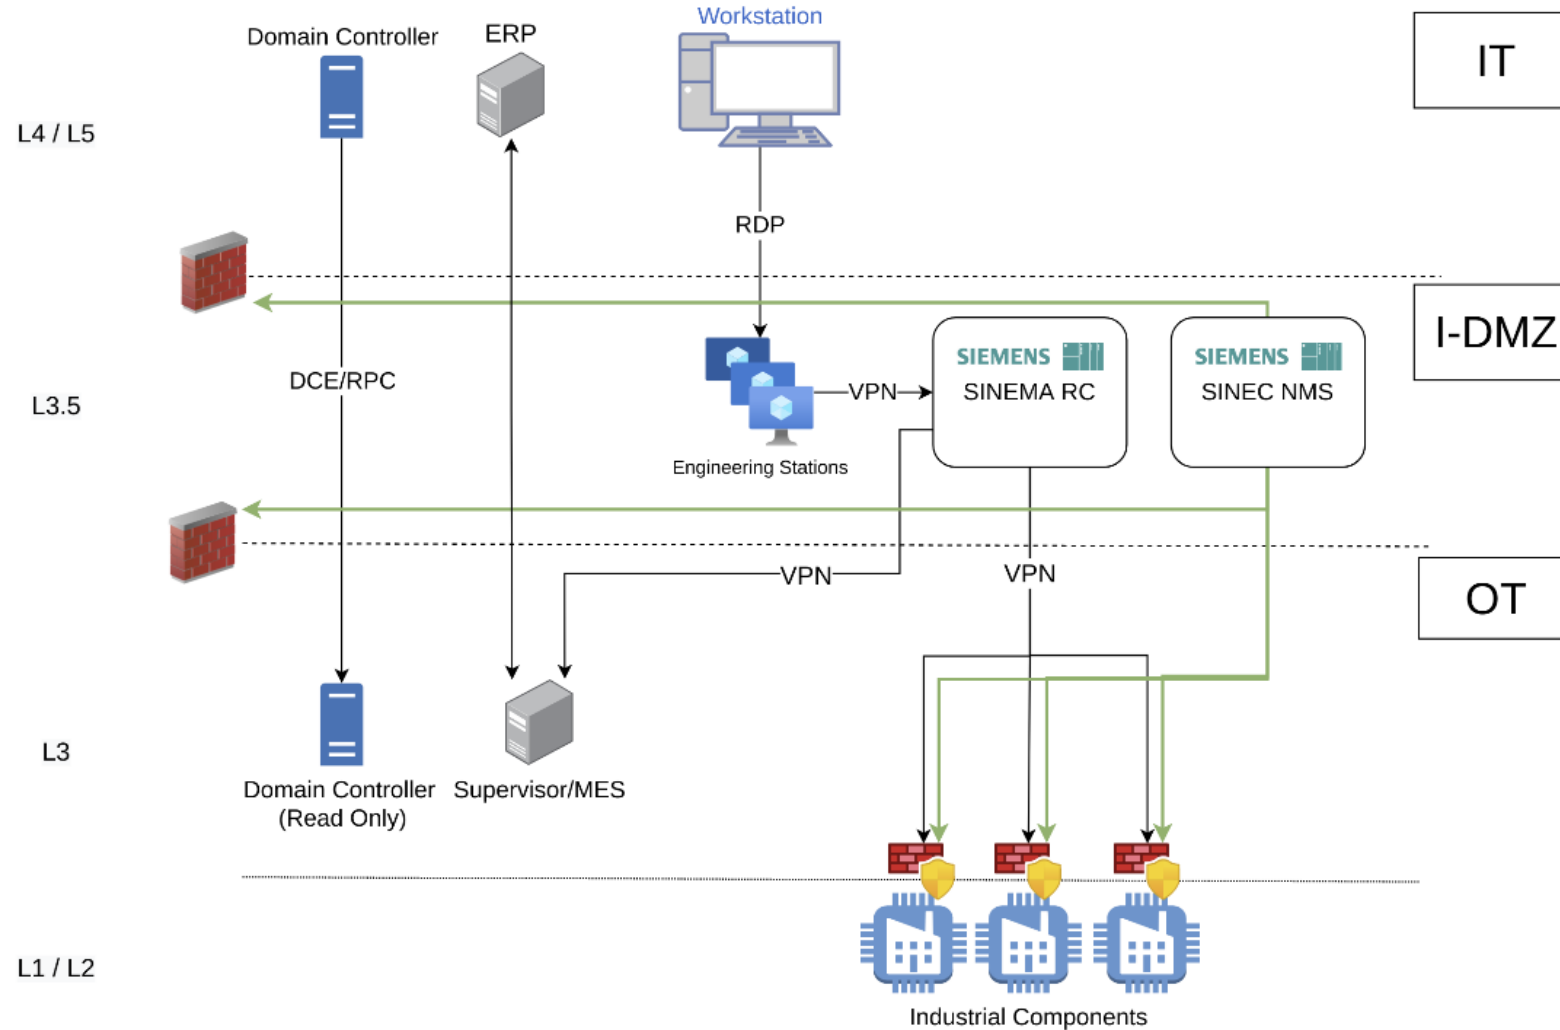 Workstation
Domain Controller
ERP
IT
L4 / L5
RDP
I-DMZ
SIEMENS
SINEMA RC
SIEMENS
SINEC NMS
DCE/RPC
VPN
L3.5
Engineering Stations
VPN
VPN
OT
L3
Domain Controller
(Read Only)
Supervisor/MES
L1 / L2
Industrial Components